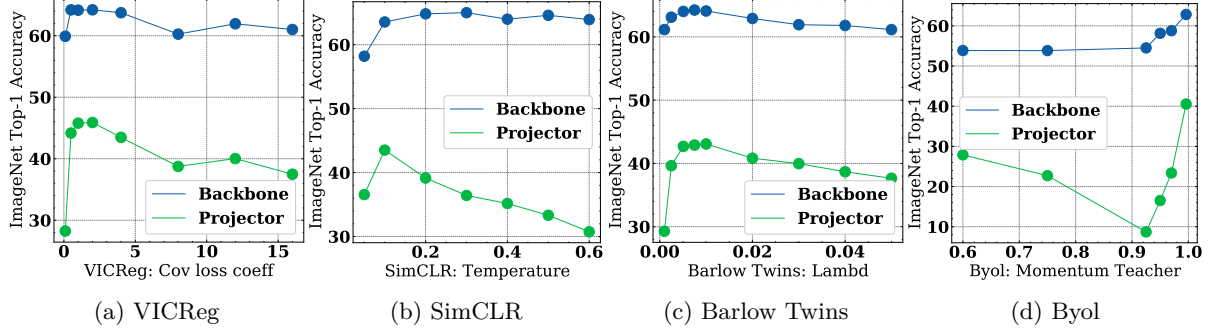 ImageNet Top-1 Accuracy
60
50
40
30
Backbone
Projector
0
5
10
15
VICReg: Cov loss coeff
(a) VICReg
ImageNet Top-1 Accuracy
65
60
55
50
45
40
35
30
Backbone
Projector
0.2
0.4
0.6
SimCLR: Temperature
(b) SimCLR
ImageNet Top-1 Accuracy
60
50
40
30
Backbone
Projector
0.00
0.02
0.04
Barlow Twins: Lambd
(c) Barlow Twins
ImageNet Top-1 Accuracy
60
50
40
30
20
10
Backbone
Projector
0.6
0.7
0.8
0.9
1.0
Byol: Momentum Teacher
(d) Byol